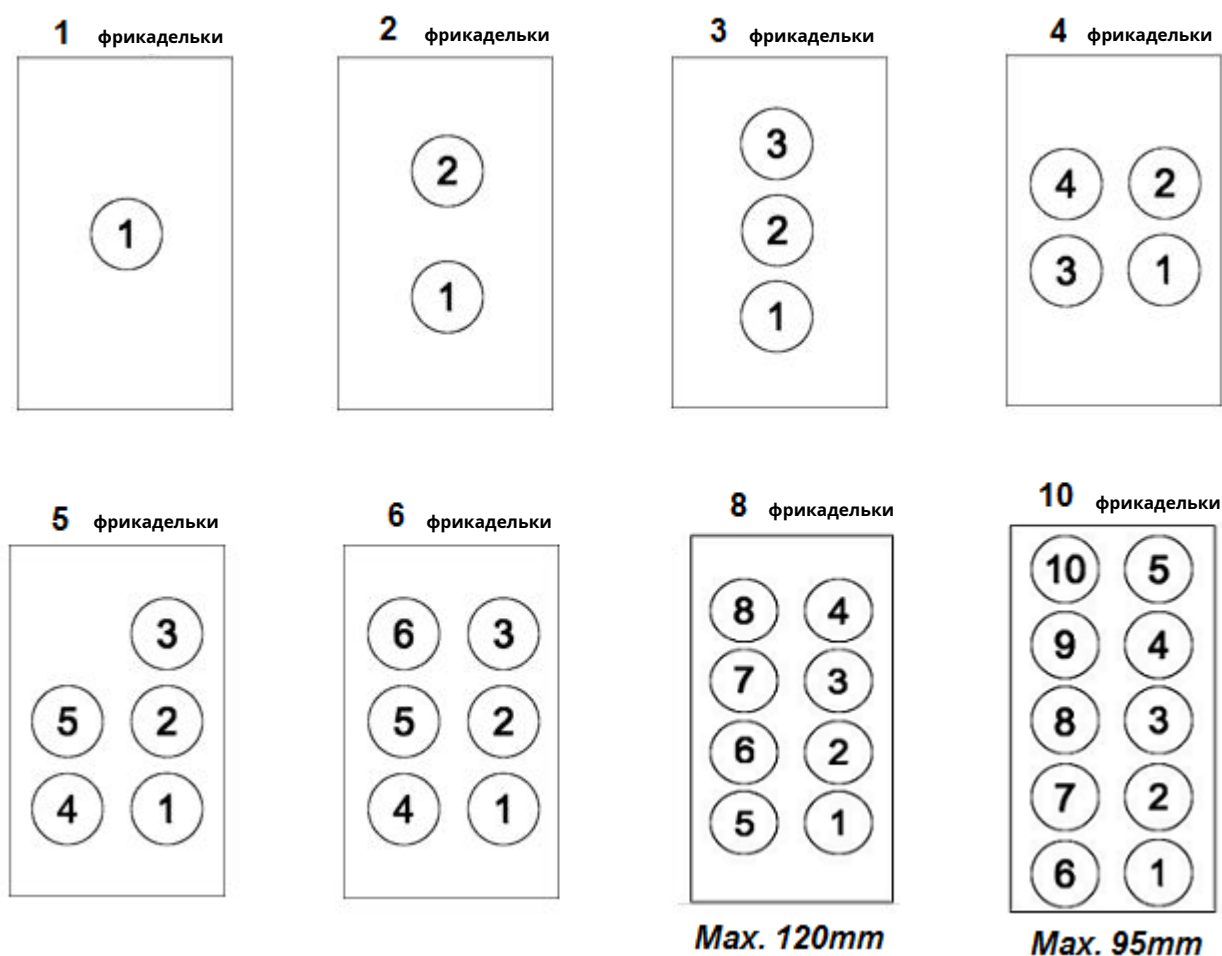 1 фрикадельки
1
2 фрикадельки
2
1
3 фрикадельки
3
2
1
4 фрикадельки
4 2
3 1
5 фрикадельки
3
5 2
4 1
6 фрикадельки
6 3
5 2
4 1
8 фрикадельки
8 4
7 3
6 2
5 1
Max. 120mm
10 фрикадельки
10 5
9 4
8 3
7 2
6 1
Max. 95mm